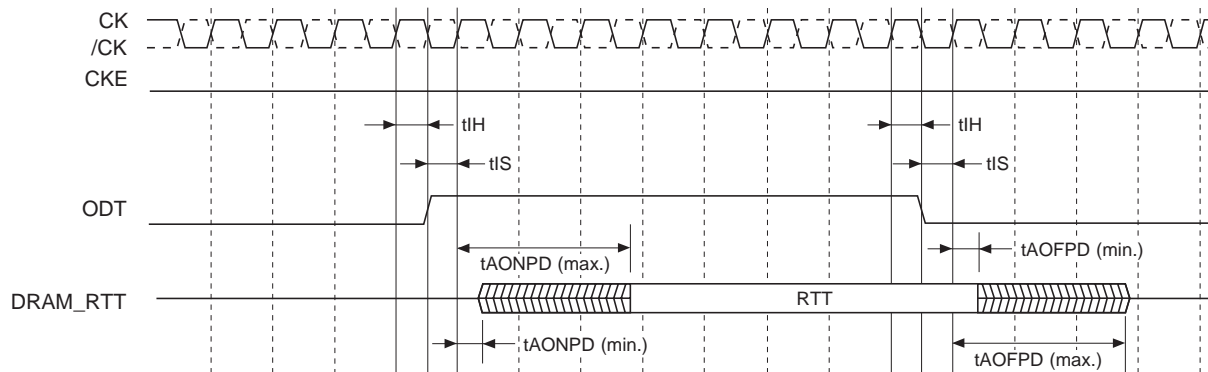 CK
/CK
CKE
tIH
tIH
tIS
tIS
ODT
tAONPD (max.)
tAOFPD (min.)
DRAM_RTT
RTT
tAONPD (min.)
tAOFPD (max.)